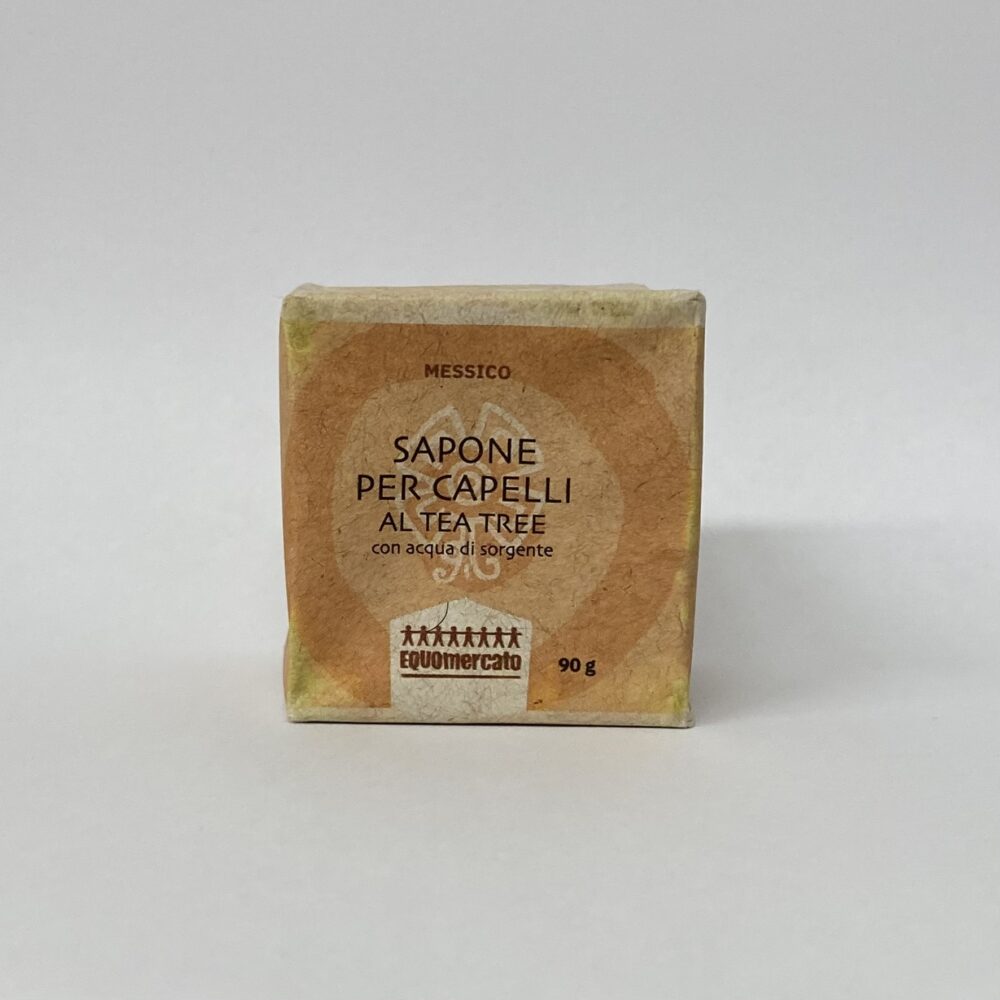 MESSICO
SAPONE
PER CAPELLI
AL TEA TREE
con acqua di sorgente
EQUOmercato
90 g